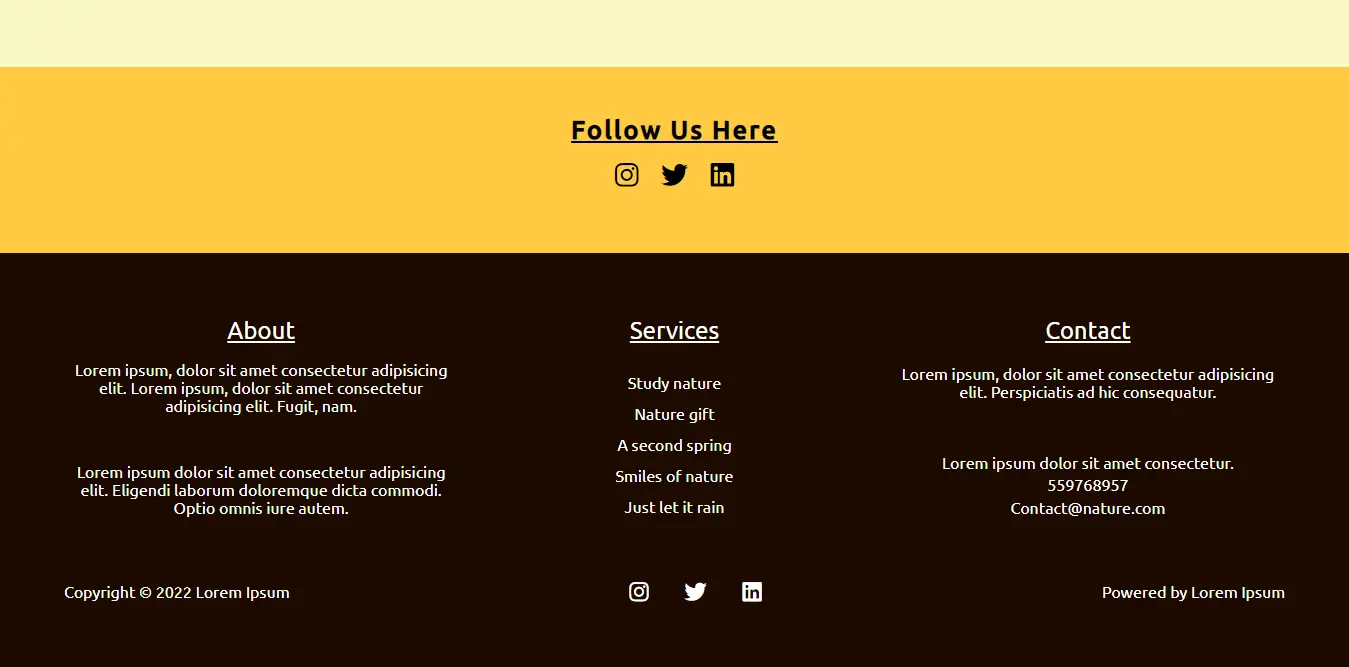 Follow Us Here
About
Lorem ipsum, dolor sit amet consectetur adipisicing
elit. Lorem ipsum, dolor sit amet consectetur
adipisicing elit. Fugit, nam.
Lorem ipsum dolor sit amet consectetur adipisicing
elit. Eligendi laborum doloremque dicta commodi.
Optio omnis iure autem.
Services
Study nature
Nature gift
A second spring
Smiles of nature
Just let it rain
Contact
Lorem ipsum, dolor sit amet consectetur adipisicing
elit. Perspiciatis ad hic consequatur.
Lorem ipsum dolor sit amet consectetur.
559768957
Contact@nature.com
Copyright © 2022 Lorem Ipsum
Powered by Lorem Ipsum